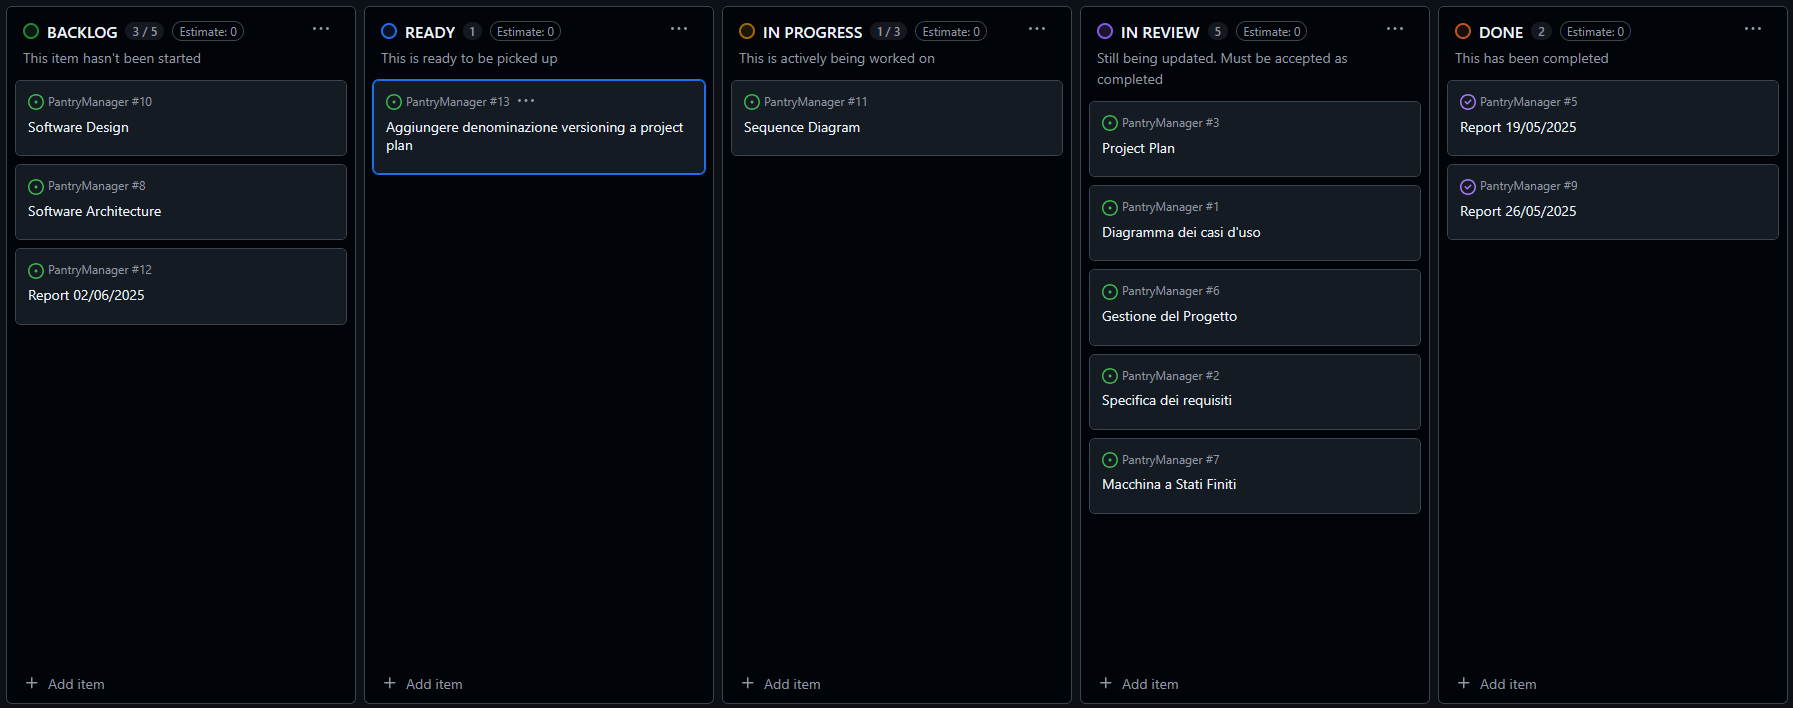 BACKLOG 3 / 5 Estimate: 0
This item hasn't been started
PantryManager #10
Software Design
PantryManager #8
Software Architecture
PantryManager #12
Report 02/06/2025
+ Add item
READY 1 Estimate: 0
This is ready to be picked up
PantryManager #13
Aggiungere denominazione versioning a project
plan
+ Add item
IN PROGRESS 1 / 3 Estimate: 0
This is actively being worked on
PantryManager #11
Sequence Diagram
+ Add item
IN REVIEW 5 Estimate: 0
Still being updated. Must be accepted as
completed
PantryManager #3
Project Plan
PantryManager #1
Diagramma dei casi d'uso
PantryManager #6
Gestione del Progetto
PantryManager #2
Specifica dei requisiti
PantryManager #7
Macchina a Stati Finiti
+ Add item
DONE 2 Estimate: 0
This has been completed
PantryManager #5
Report 19/05/2025
PantryManager #9
Report 26/05/2025
+ Add item